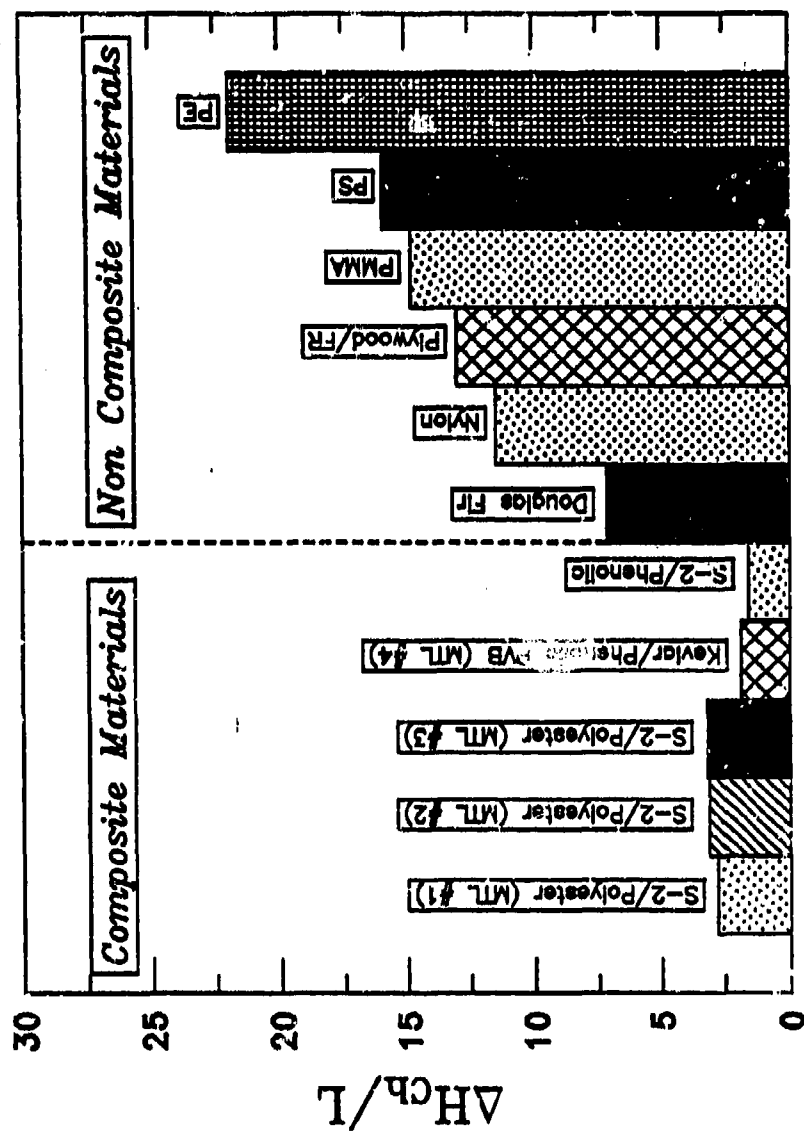 Composite Materials
Non Composite Materials
S-2/Polyester (MTL #1)
S-2/Polyester (MTL #2)
S-2/Polyester (MTL #3)
Kevlar/Phe PVB (MTL #4)
S-2/Phenolic
Douglas Fir
Nylon
Plywood/FR
PMMA
PS
PE
30
25
20
15
10
5
0
ΔH_Ch/L